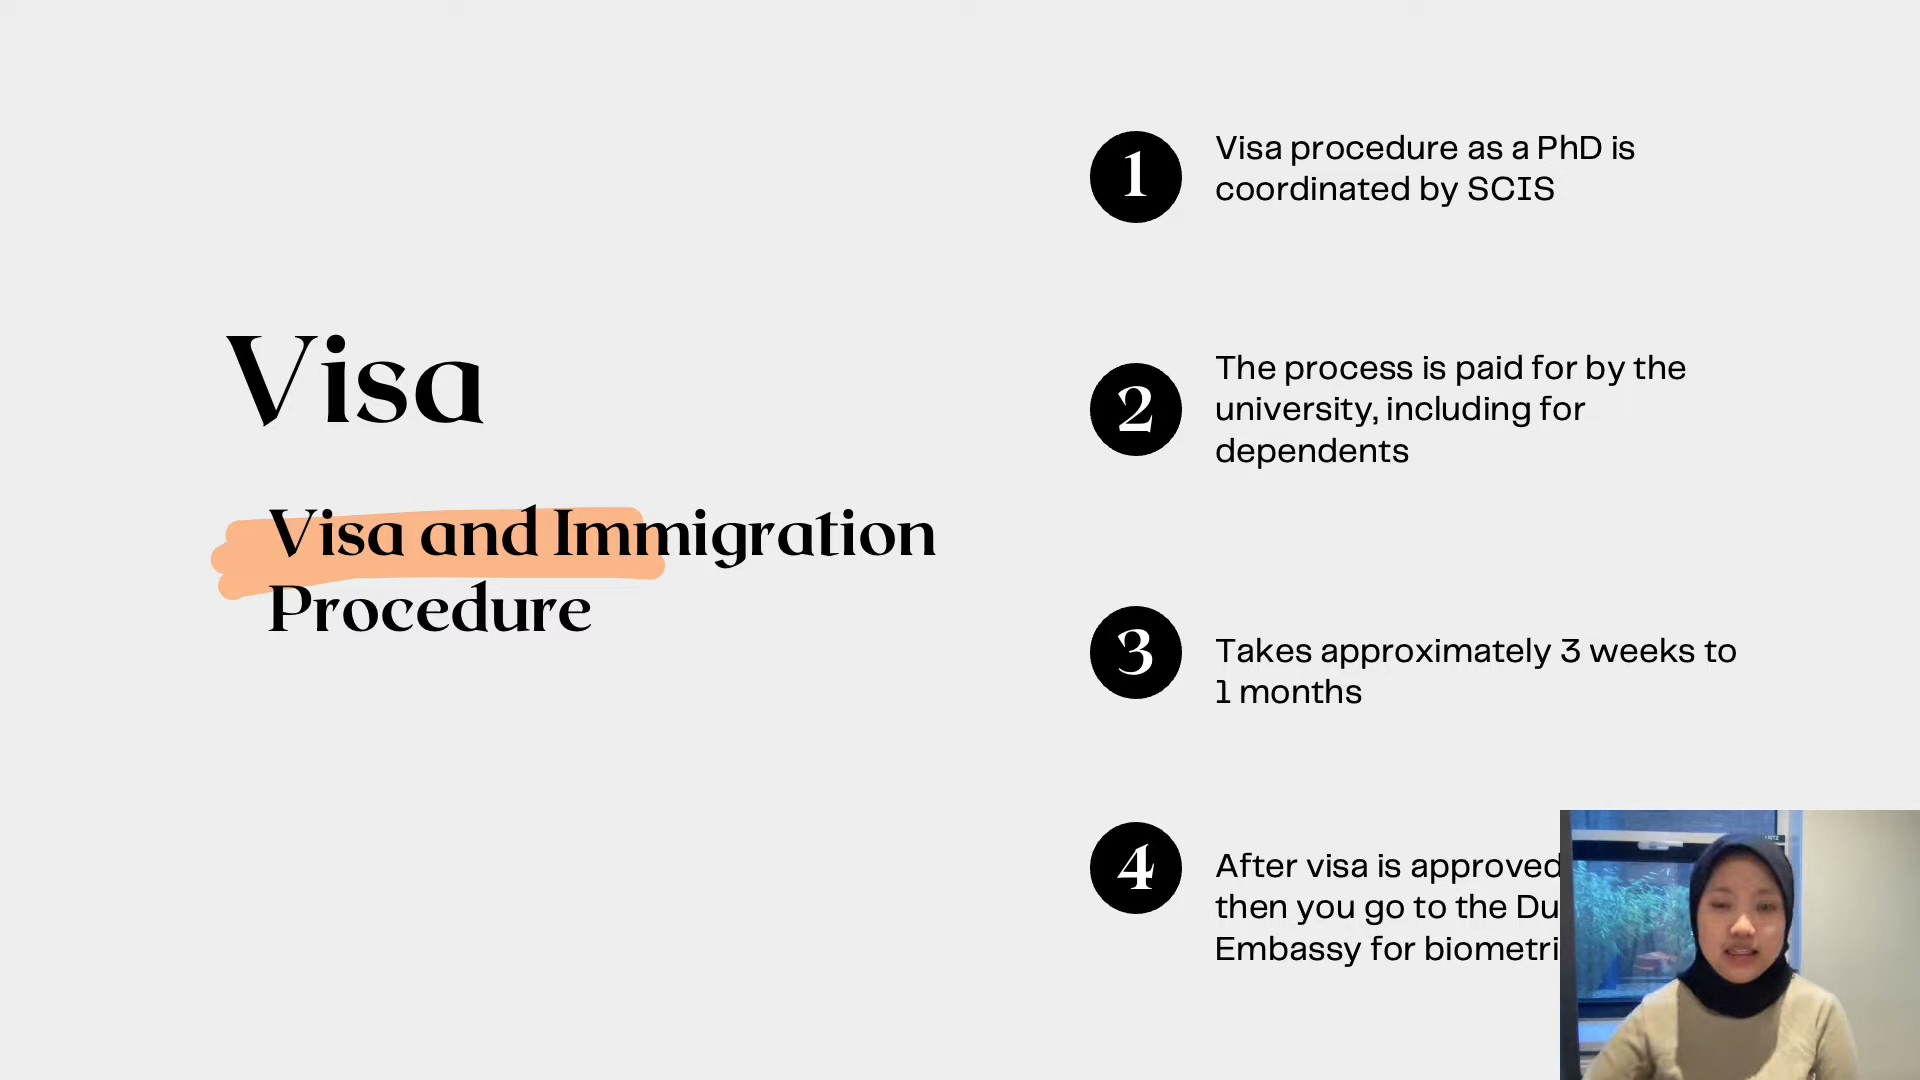 Visa
Visa and Immigration
Procedure
1
Visa procedure as a PhD is
coordinated by SCIS
2
The process is paid for by the
university, including for
dependents
3
Takes approximately 3 weeks to
1 months
4
After visa is approved
then you go to the
Embassy for